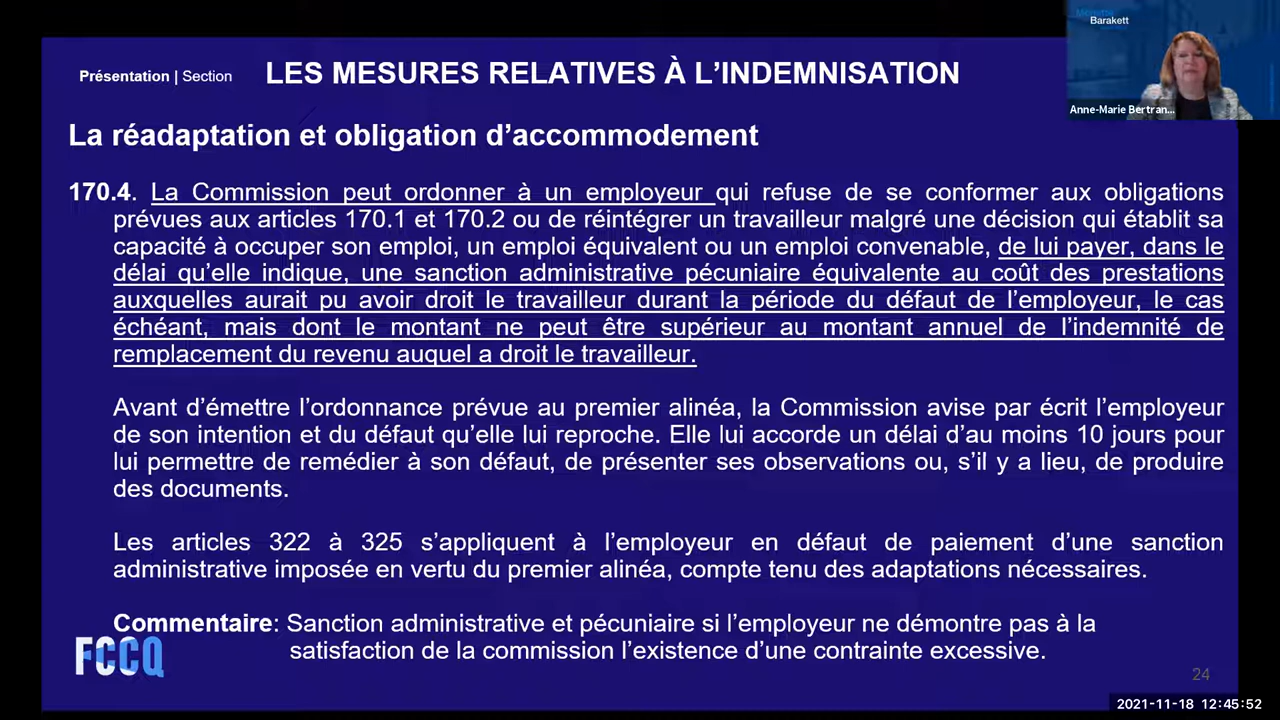 Présentation | Section
LES MESURES RELATIVES À L’INDEMNISATION
Barakett
Anne-Marie Bertran...
La réadaptation et obligation d’accommodement
170.4. La Commission peut ordonner à un employeur qui refuse de se conformer aux obligations
prévues aux articles 170.1 et 170.2 ou de réintégrer un travailleur malgré une décision qui établit sa
capacité à occuper son emploi, un emploi équivalent ou un emploi convenable, de lui payer, dans le
délai qu’elle indique, une sanction administrative pécuniaire équivalente au coût des prestations
auxquelles aurait pu avoir droit le travailleur durant la période du défaut de l’employeur, le cas
échéant, mais dont le montant ne peut être supérieur au montant annuel de l’indemnité de
remplacement du revenu auquel a droit le travailleur.
Avant d’émettre l’ordonnance prévue au premier alinéa, la Commission avise par écrit l’employeur
de son intention et du défaut qu’elle lui reproche. Elle lui accorde un délai d’au moins 10 jours pour
lui permettre de remédier à son défaut, de présenter ses observations ou, s’il y a lieu, de produire
des documents.
Les articles 322 à 325 s’appliquent à l’employeur en défaut de paiement d’une sanction
administrative imposée en vertu du premier alinéa, compte tenu des adaptations nécessaires.
Commentaire: Sanction administrative et pécuniaire si l’employeur ne démontre pas à la
satisfaction de la commission l’existence d’une contrainte excessive.
FCCQ
24
2021-11-18 12:45:52